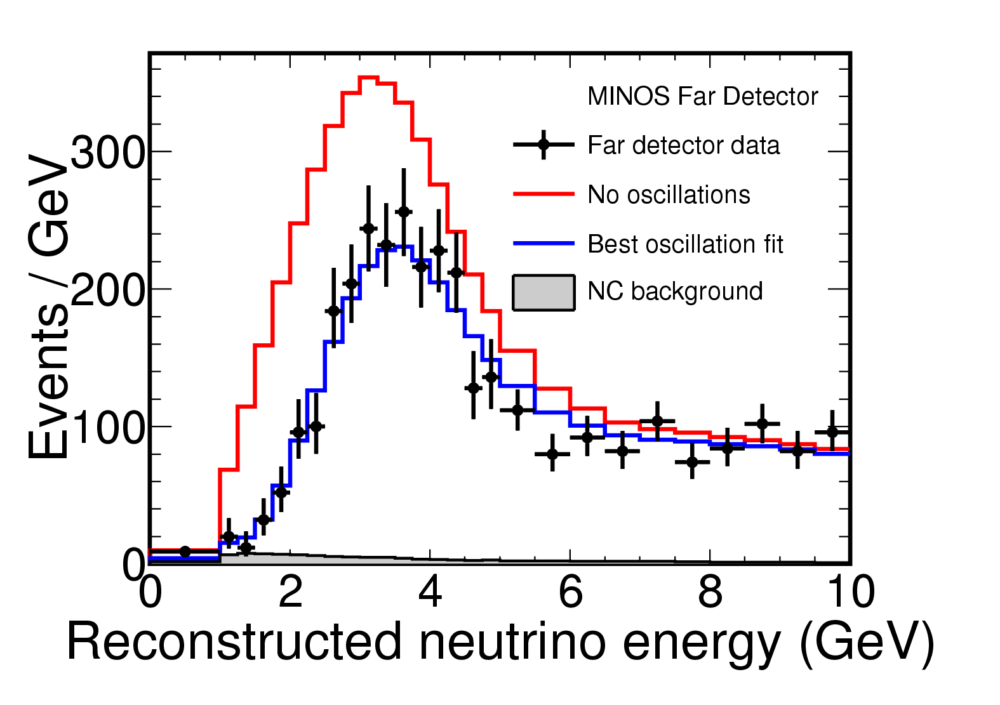 MINOS Far Detector
Far detector data
No oscillations
Best oscillation fit
NC background
Events / GeV
300
200
100
0
0 2 4 6 8 10
Reconstructed neutrino energy (GeV)